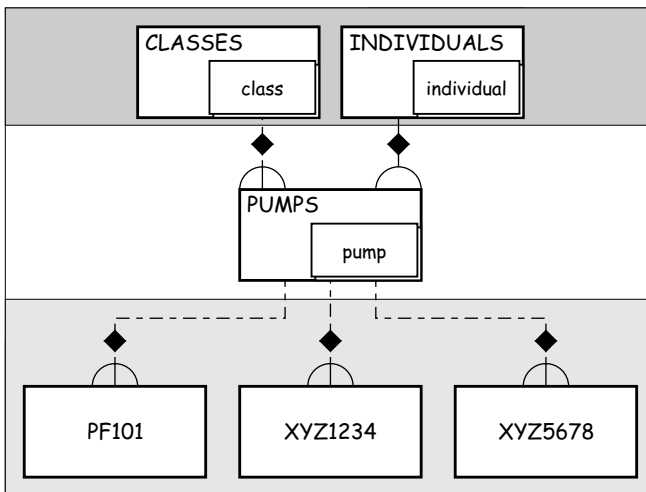 CLASSES
INDIVIDUALS
class
individual
PUMPS
pump
PF101
XYZ1234
XYZ5678